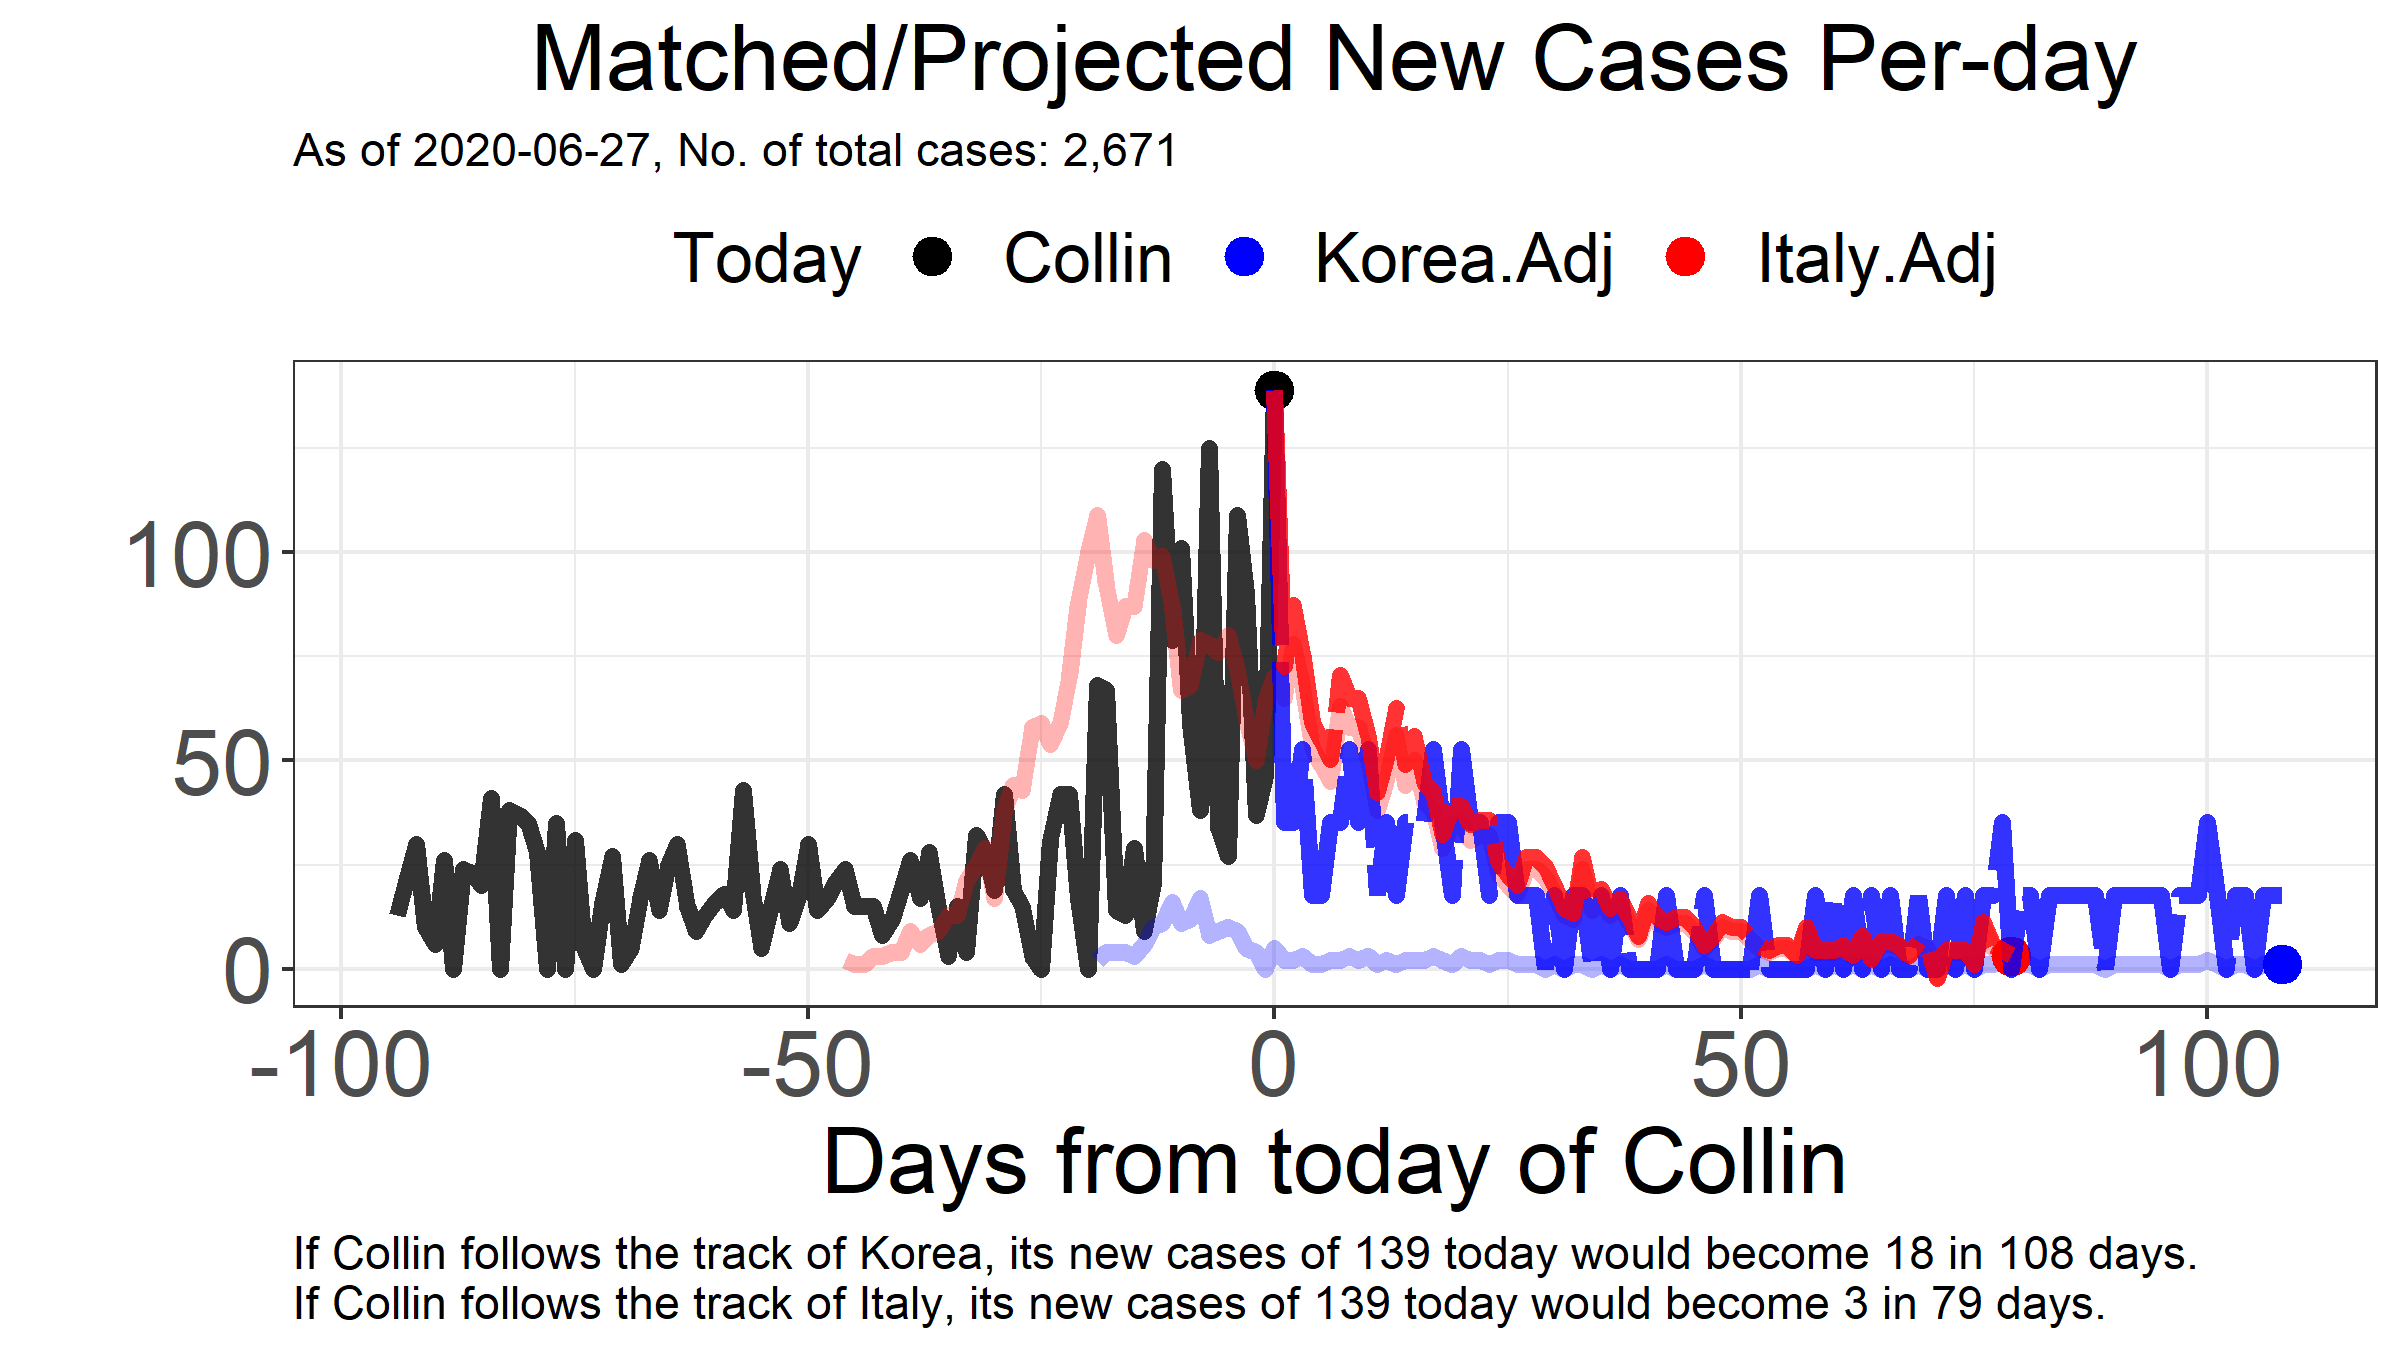 Matched/Projected New Cases Per-day
As of 2020-06-27, No. of total cases: 2,671
Today Collin Korea.Adj Italy.Adj
100
50
0
-100 -50 0 50 100
Days from today of Collin
If Collin follows the track of Korea, its new cases of 139 today would become 18 in 108 days.
If Collin follows the track of Italy, its new cases of 139 today would become 3 in 79 days.